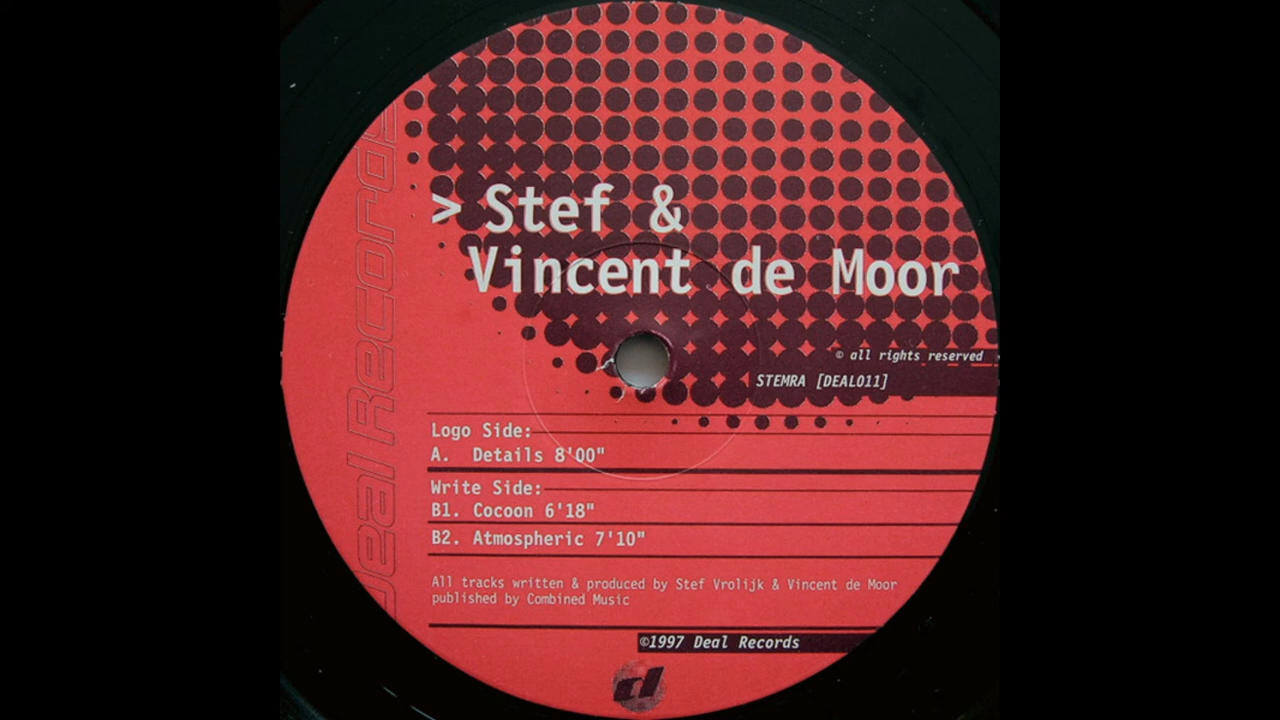 Deal Records
> Stef &
Vincent de Moor
© all rights reserved
STEMRA [DEAL011]
Logo Side:
A. Details 8'00"
Write Side:
B1. Cocoon 6'18"
B2. Atmospheric 7'10"
All tracks written & produced by Stef Vrolijk & Vincent de Moor
published by Combined Music
©1997 Deal Records
d